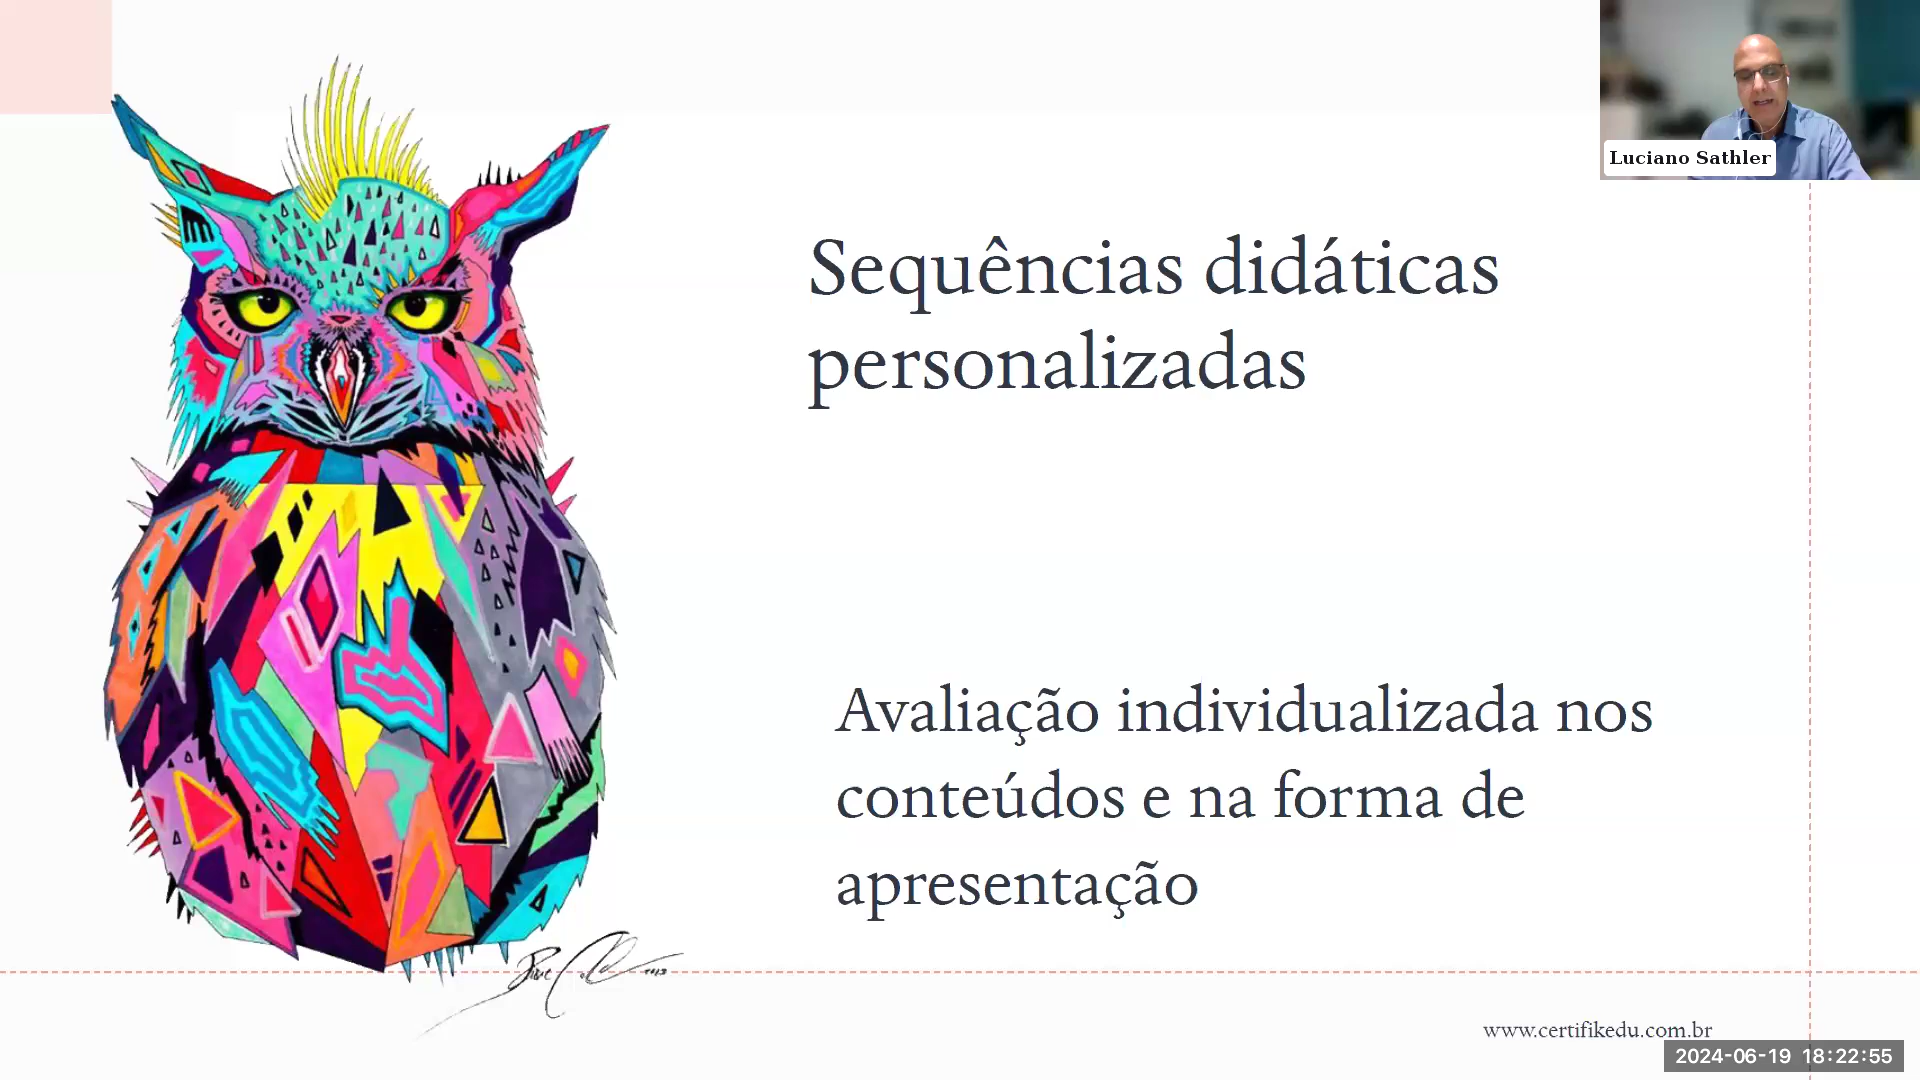 Luciano Sathler
Sequências didáticas
personalizadas
Avaliação individualizada nos
conteúdos e na forma de
apresentação
www.certifikedu.com.br
2024-06-19 18:22:55